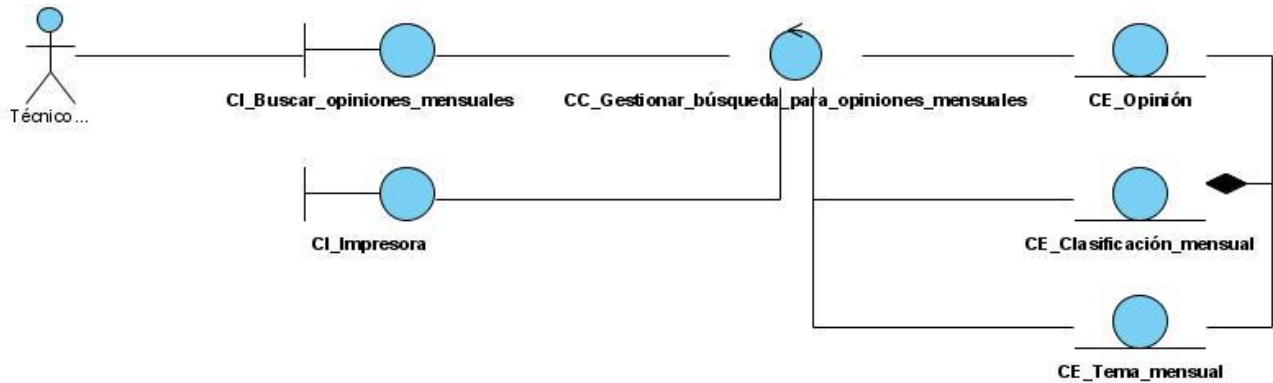 CI_Buscar_opiniones_mensuales
CC_Gestionar_búsqueda_para_opiniones_mensuales
CE_Opinión
Técnico...
CI_Impresora
CE_Clasificación_mensual
CE_Tema_mensual